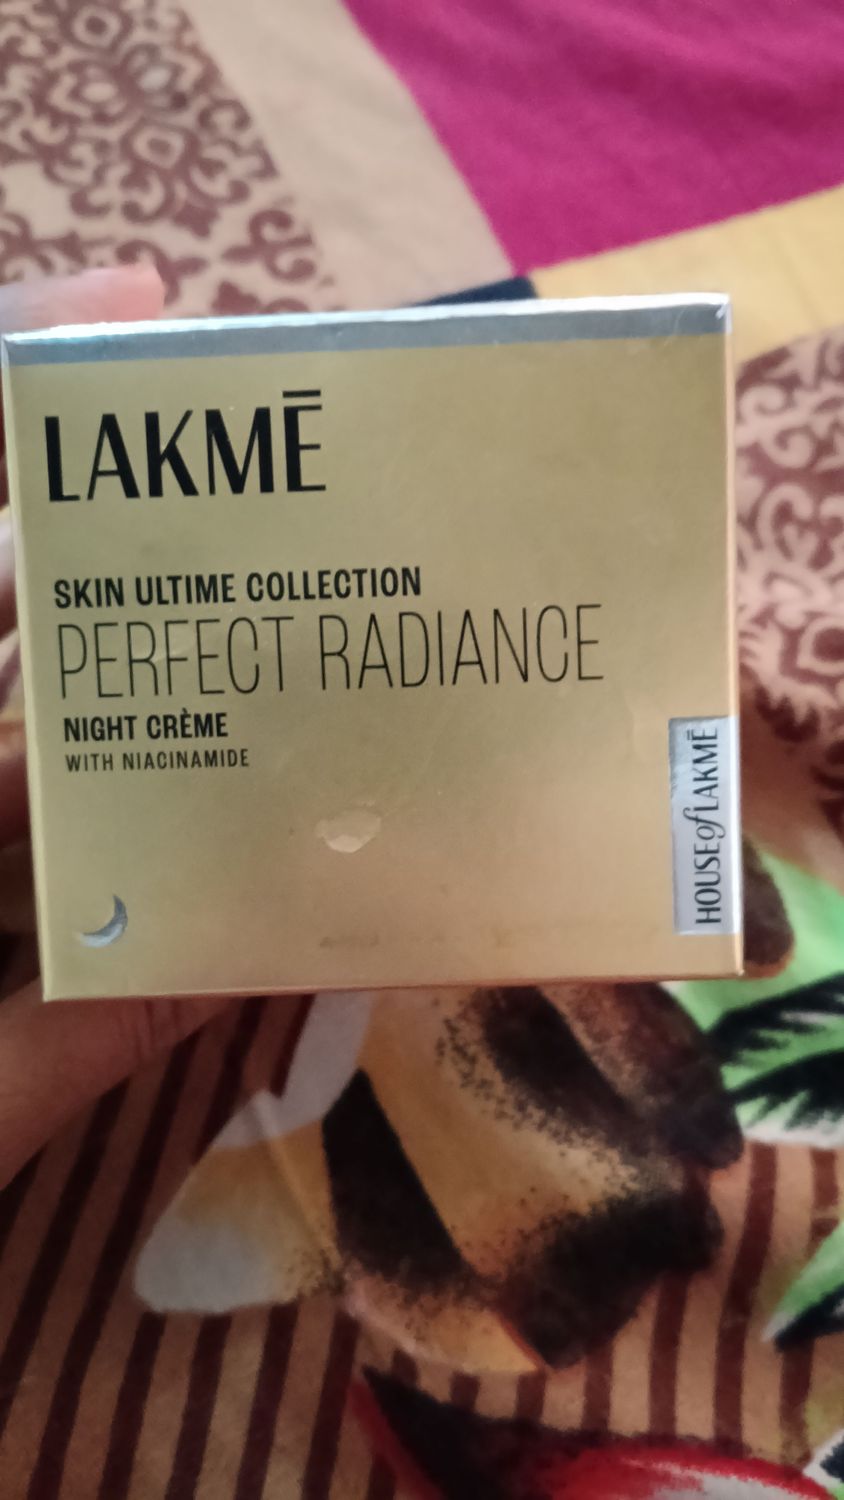 LAKMĒ
SKIN ULTIME COLLECTION
PERFECT RADIANCE
NIGHT CRÈME
WITH NIACINAMIDE
HOUSE of LAKMĒ